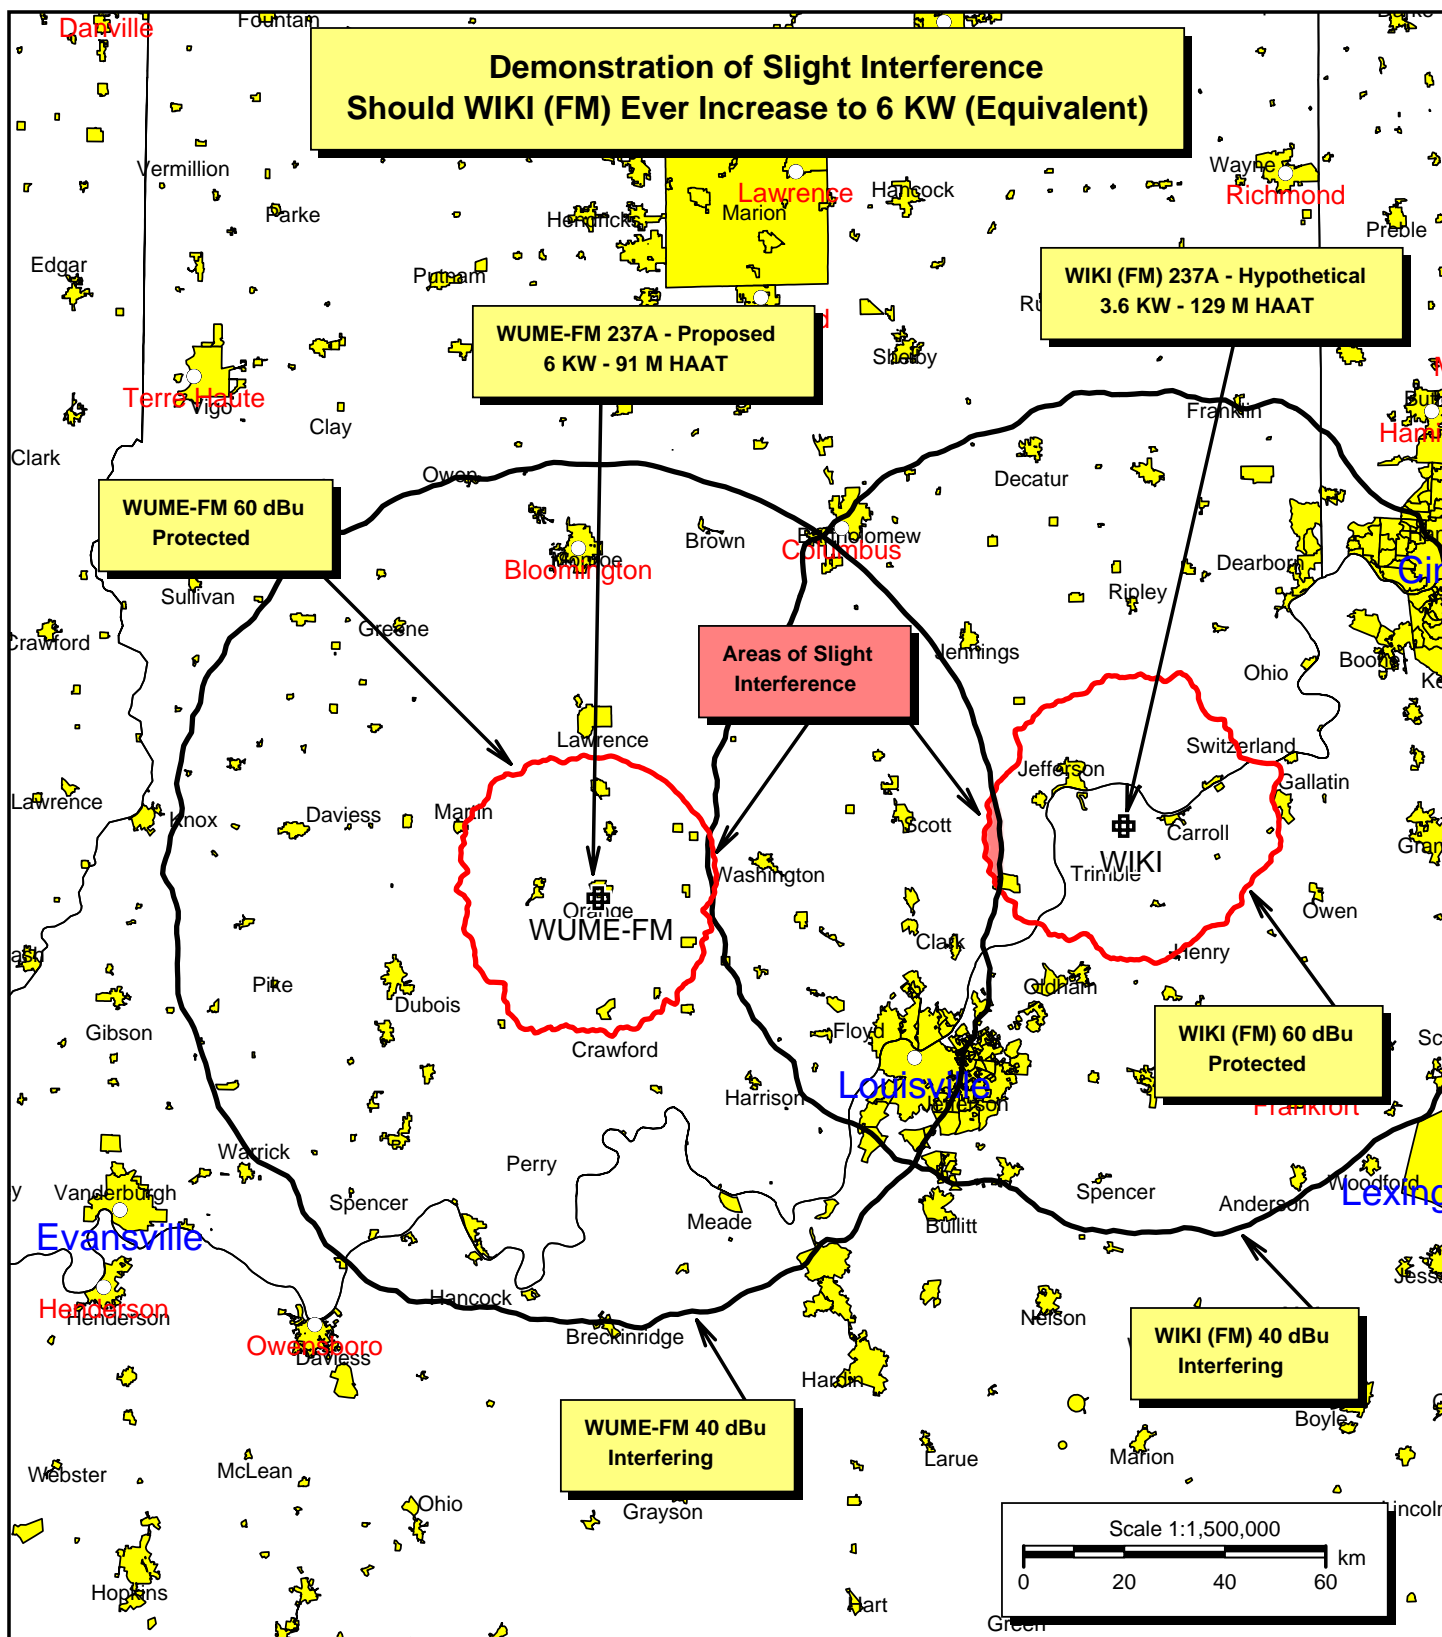 Danville
Fountain
Darke
Demonstration of Slight Interference
Should WIKI (FM) Ever Increase to 6 KW (Equivalent)
Vermillion
Wayne
Lawrence
Hancock
Richmond
Parke
Hendricks
Marion
Preble
Edgar
Putnam
WIKI (FM) 237A - Hypothetical
3.6 KW - 129 M HAAT
WUME-FM 237A - Proposed
6 KW - 91 M HAAT
Shelby
Terre Haute
Vigo
Clay
Franklin
Clark
Owen
Decatur
WUME-FM 60 dBu
Protected
Brown
Bartholomew
Columbus
Monroe
Bloomington
Dearborn
Sullivan
Ripley
Greene
Crawford
Jennings
Boone
Areas of Slight
Interference
Ohio
Lawrence
Switzerland
Jefferson
Gallatin
Lawrence
Knox
Daviess
Martin
Scott
Carroll
WIKI
Washington
Trimble
Orange
WUME-FM
Owen
Clark
Henry
Pike
Dubois
Oldham
Gibson
Floyd
WIKI (FM) 60 dBu
Protected
Crawford
Louisville
Harrison
Jefferson
Frankfort
Warrick
Perry
Vanderburgh
Spencer
Spencer
Woodford
Anderson
Meade
Bullitt
Evansville
Hancock
Henderson
Henderson
Nelson
Breckinridge
Owensboro
Daviess
WIKI (FM) 40 dBu
Interfering
Hardin
WUME-FM 40 dBu
Interfering
Boyle
Webster
McLean
Larue
Marion
Ohio
Grayson
Lincoln
Scale 1:1,500,000
km
0 20 40 60
Hopkins
Hart
Green